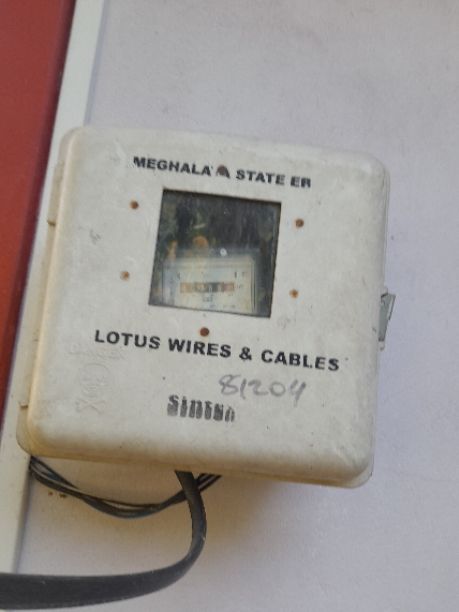 MEGHALA STATE ER
LOTUS WIRES & CABLES
81204
Sintex